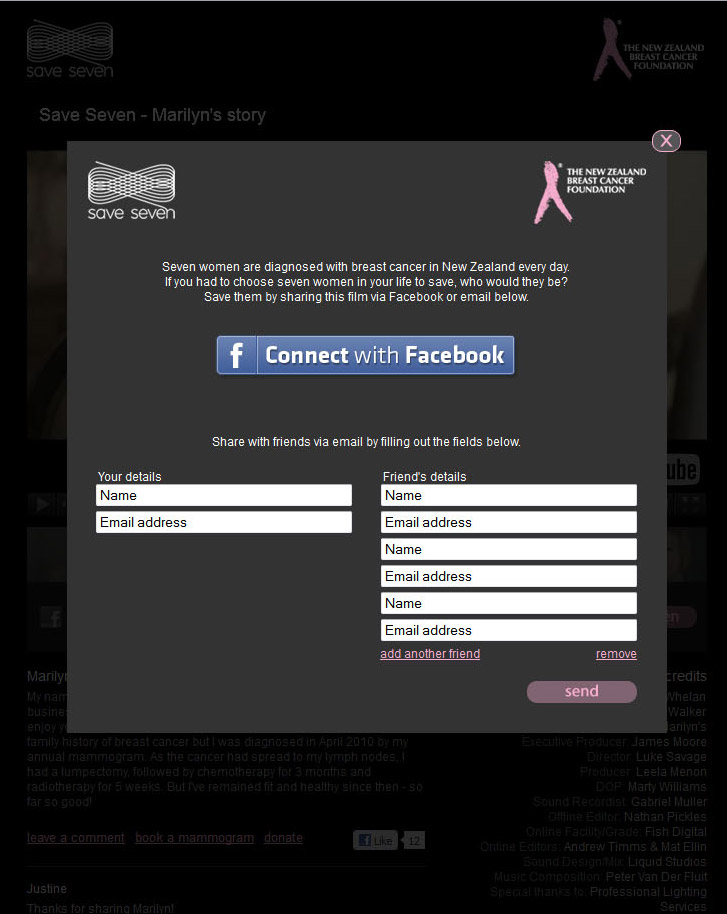 save seven
THE NEW ZEALAND
BREAST CANCER
FOUNDATION
Save Seven - Marilyn's story
X
save seven
THE NEW ZEALAND
BREAST CANCER
FOUNDATION
Seven women are diagnosed with breast cancer in New Zealand every day.
If you had to choose seven women in your life to save, who would they be?
Save them by sharing this film via Facebook or email below.
f Connect with Facebook
Share with friends via email by filling out the fields below.
Your details
Name
Email address
Friend's details
Name
Email address
Name
Email address
Name
Email address
add another friend remove
send
My nam
enjoy yo
family history of breast cancer but I was diagnosed in April 2010 by my
annual mammogram. As the cancer had spread to my lymph nodes, I
had a lumpectomy, followed by chemotherapy for 3 months and
radiotherapy for 5 weeks. But I've remained fit and healthy since then - so
far so good!
leave a comment book a mammogram donate
Like 12
Justine
Thanks for sharing Marilyn!
credits
Whelan
Walker
Executive Producer: James Moore
Director: Luke Savage
Producer: Leela Menon
DOP: Marty Williams
Sound Recordist: Gabriel Muller
Offline Editor: Nathan Pickles
Online Facility/Grade: Fish Digital
Online Editors: Andrew Timms & Mat Ellin
Sound Design/Mix: Liquid Studios
Music Composition: Peter Van Der Fluit
Special thanks to: Professional Lighting
Services